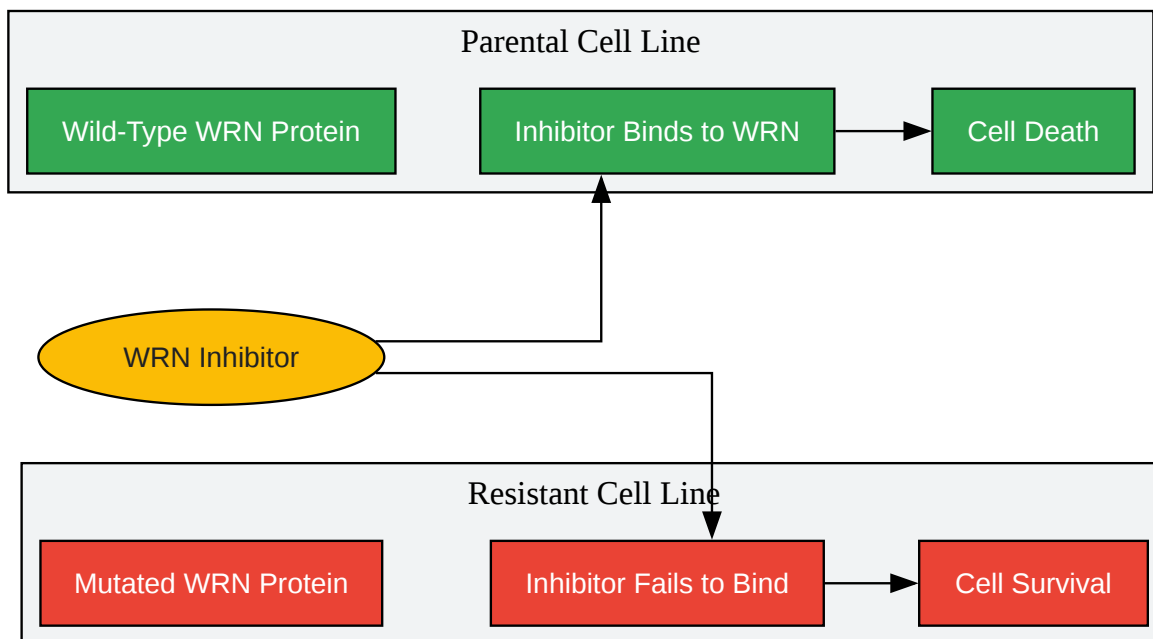 Parental Cell Line
Wild-Type WRN Protein
Inhibitor Binds to WRN
Cell Death
WRN Inhibitor
Resistant Cell Line
Mutated WRN Protein
Inhibitor Fails to Bind
Cell Survival